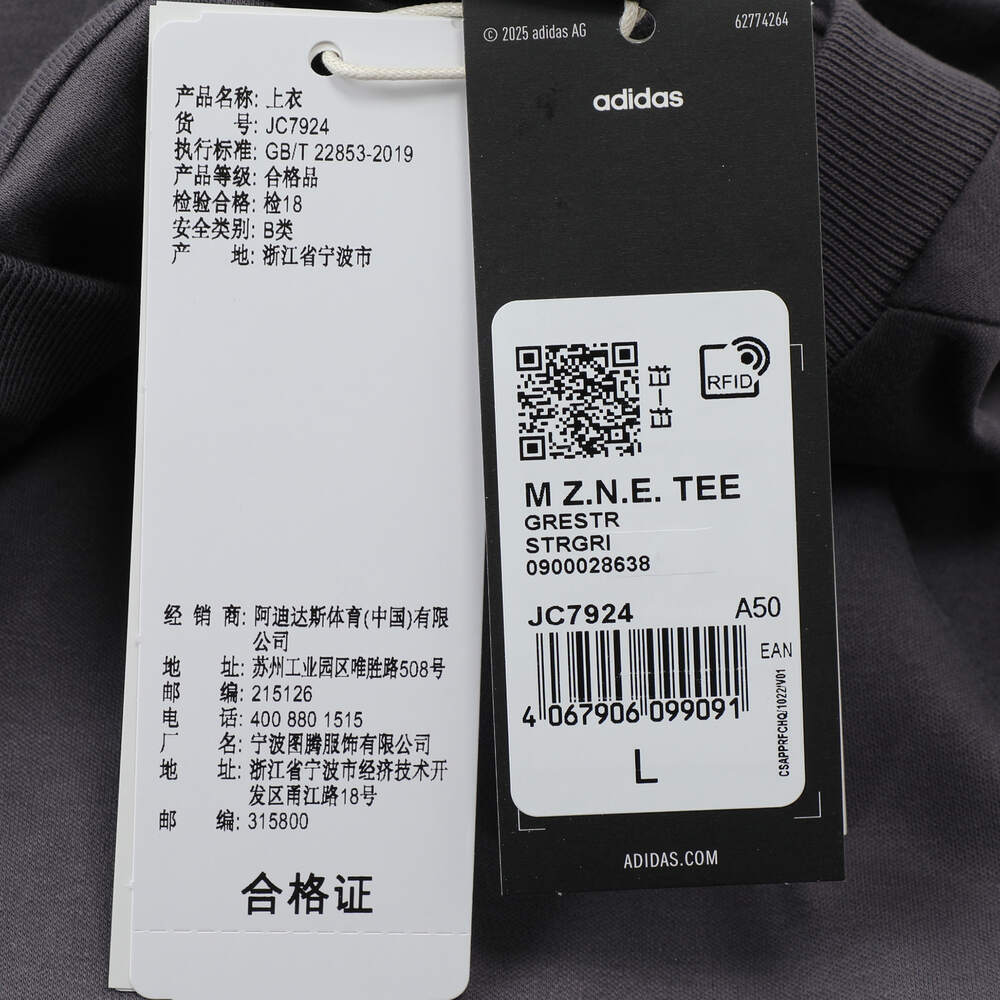 产品名称: 上衣
货 号: JC7924
执行标准: GB/T 22853-2019
产品等级: 合格品
检验合格: 检18
安全类别: B类
产 地: 浙江省宁波市
经 销 商: 阿迪达斯体育(中国)有限
公司
地 址: 苏州工业园区唯胜路508号
邮 编: 215126
电 话: 400 880 1515
厂 名: 宁波图腾服饰有限公司
地 址: 浙江省宁波市经济技术开
发区甬江路18号
邮 编: 315800
合格证
© 2025 adidas AG
62774264
adidas
扫一扫
RFID
M Z.N.E. TEE
GRESTR
STRGRI
0900028638
JC7924 A50
EAN
4 067906 099091
CSAPPRFCHQ/1022/V01
L
ADIDAS.COM